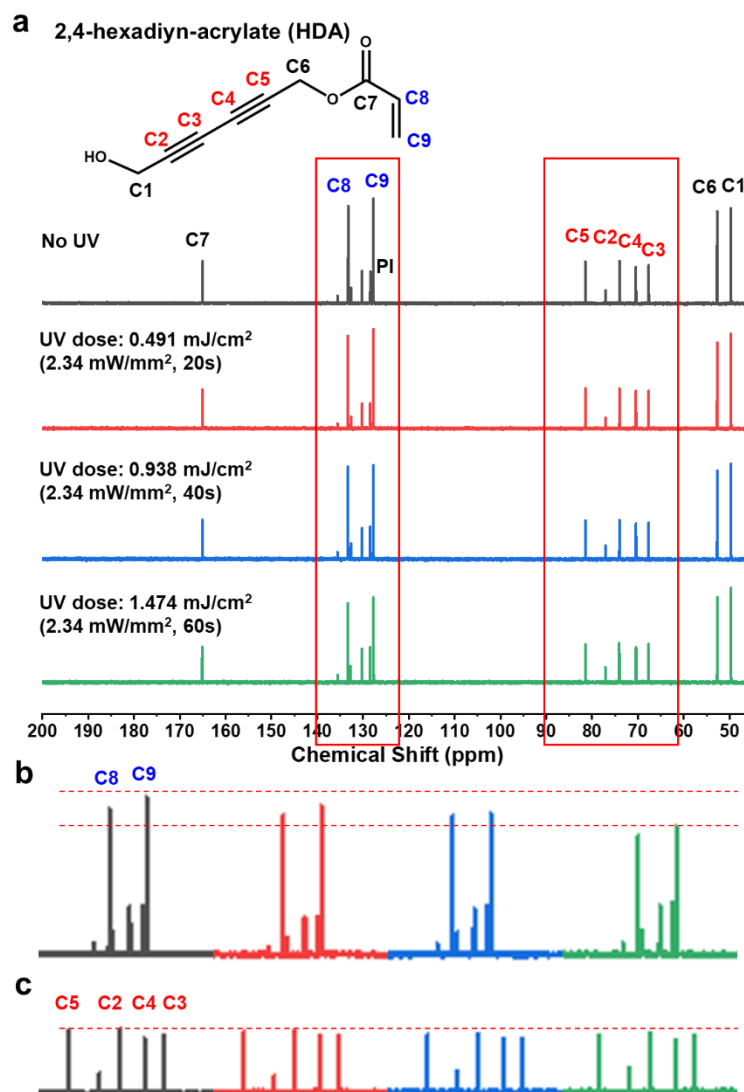 a 2,4-hexadiyn-acrylate (HDA)
O
C6
C5
C4
C7
C8
C3
O
C2
C9
HO
C1
C8 C9
C6 C1
No UV
C7
C5 C2 C4 C3
PI
UV dose: 0.491 mJ/cm²
(2.34 mW/mm², 20s)
UV dose: 0.938 mJ/cm²
(2.34 mW/mm², 40s)
UV dose: 1.474 mJ/cm²
(2.34 mW/mm², 60s)
200 190 180 170 160 150 140 130 120 110 100 90 80 70 60 50
Chemical Shift (ppm)
b
C8 C9
c
C5 C2 C4 C3